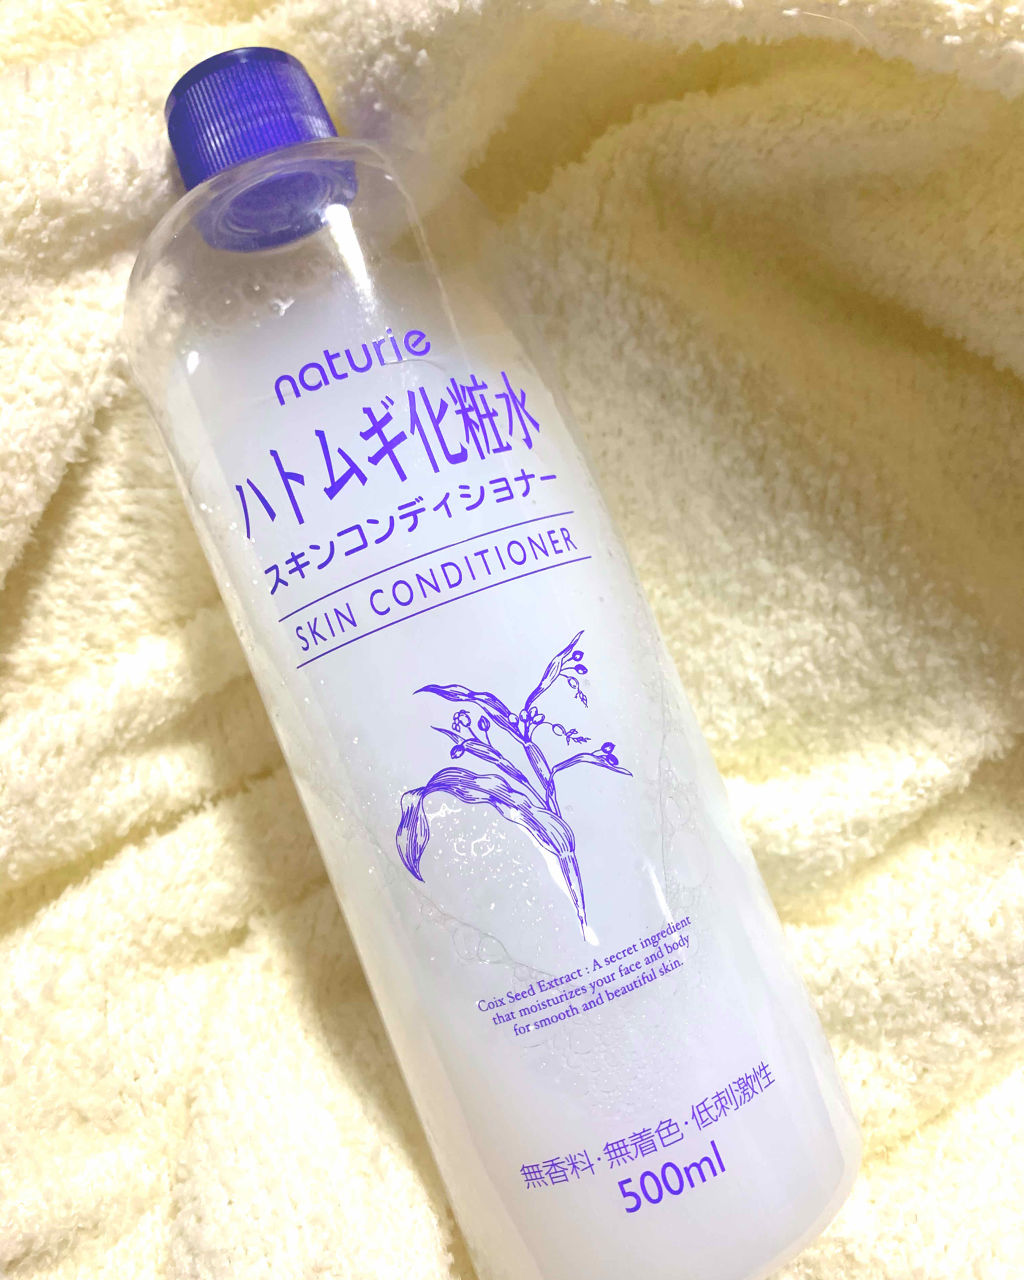 naturie
ハトムギ化粧水
スキンコンディショナー
SKIN CONDITIONER
Coix Seed Extract : A secret ingredient
that moisturizes your face and body
for smooth and beautiful skin.
無香料・無着色・低刺激性
500ml